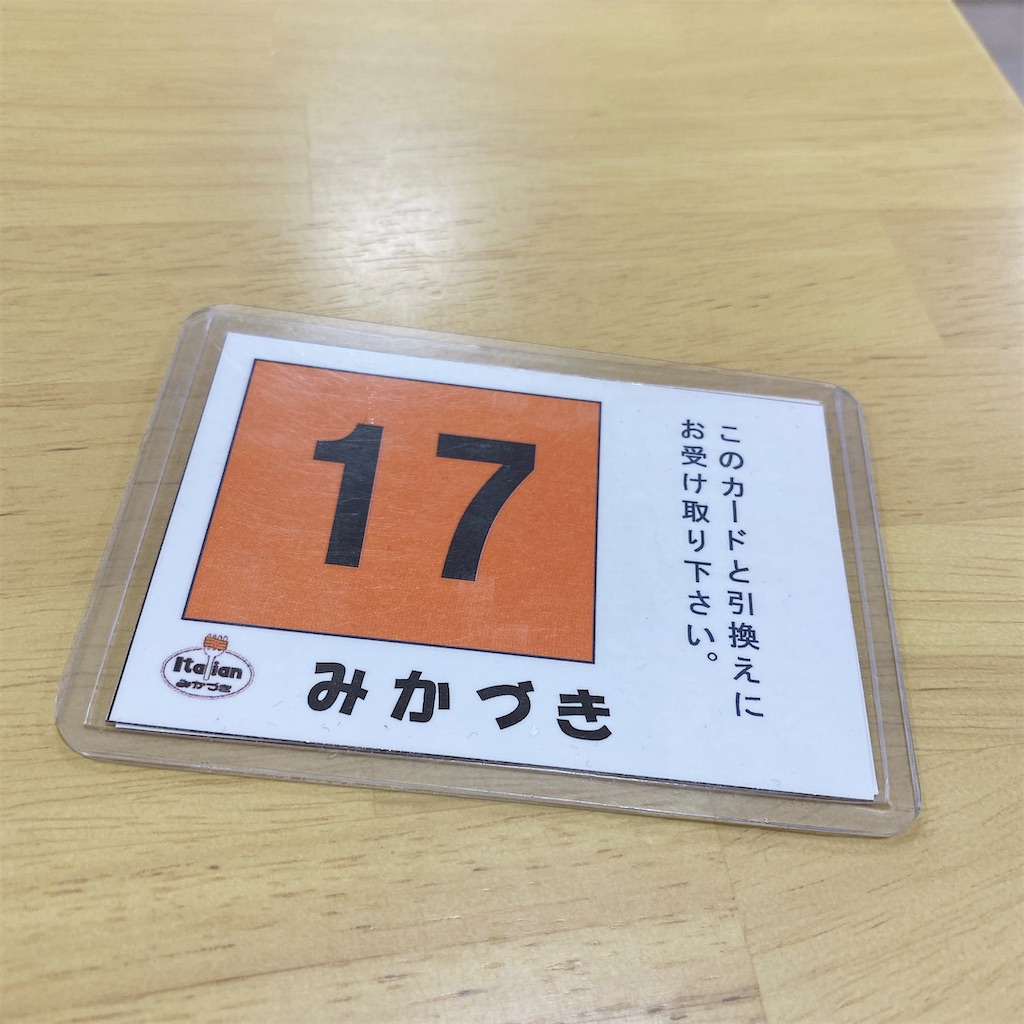 17
このカードと引換えに
お受け取り下さい。
Italian
みかづき
みかづき